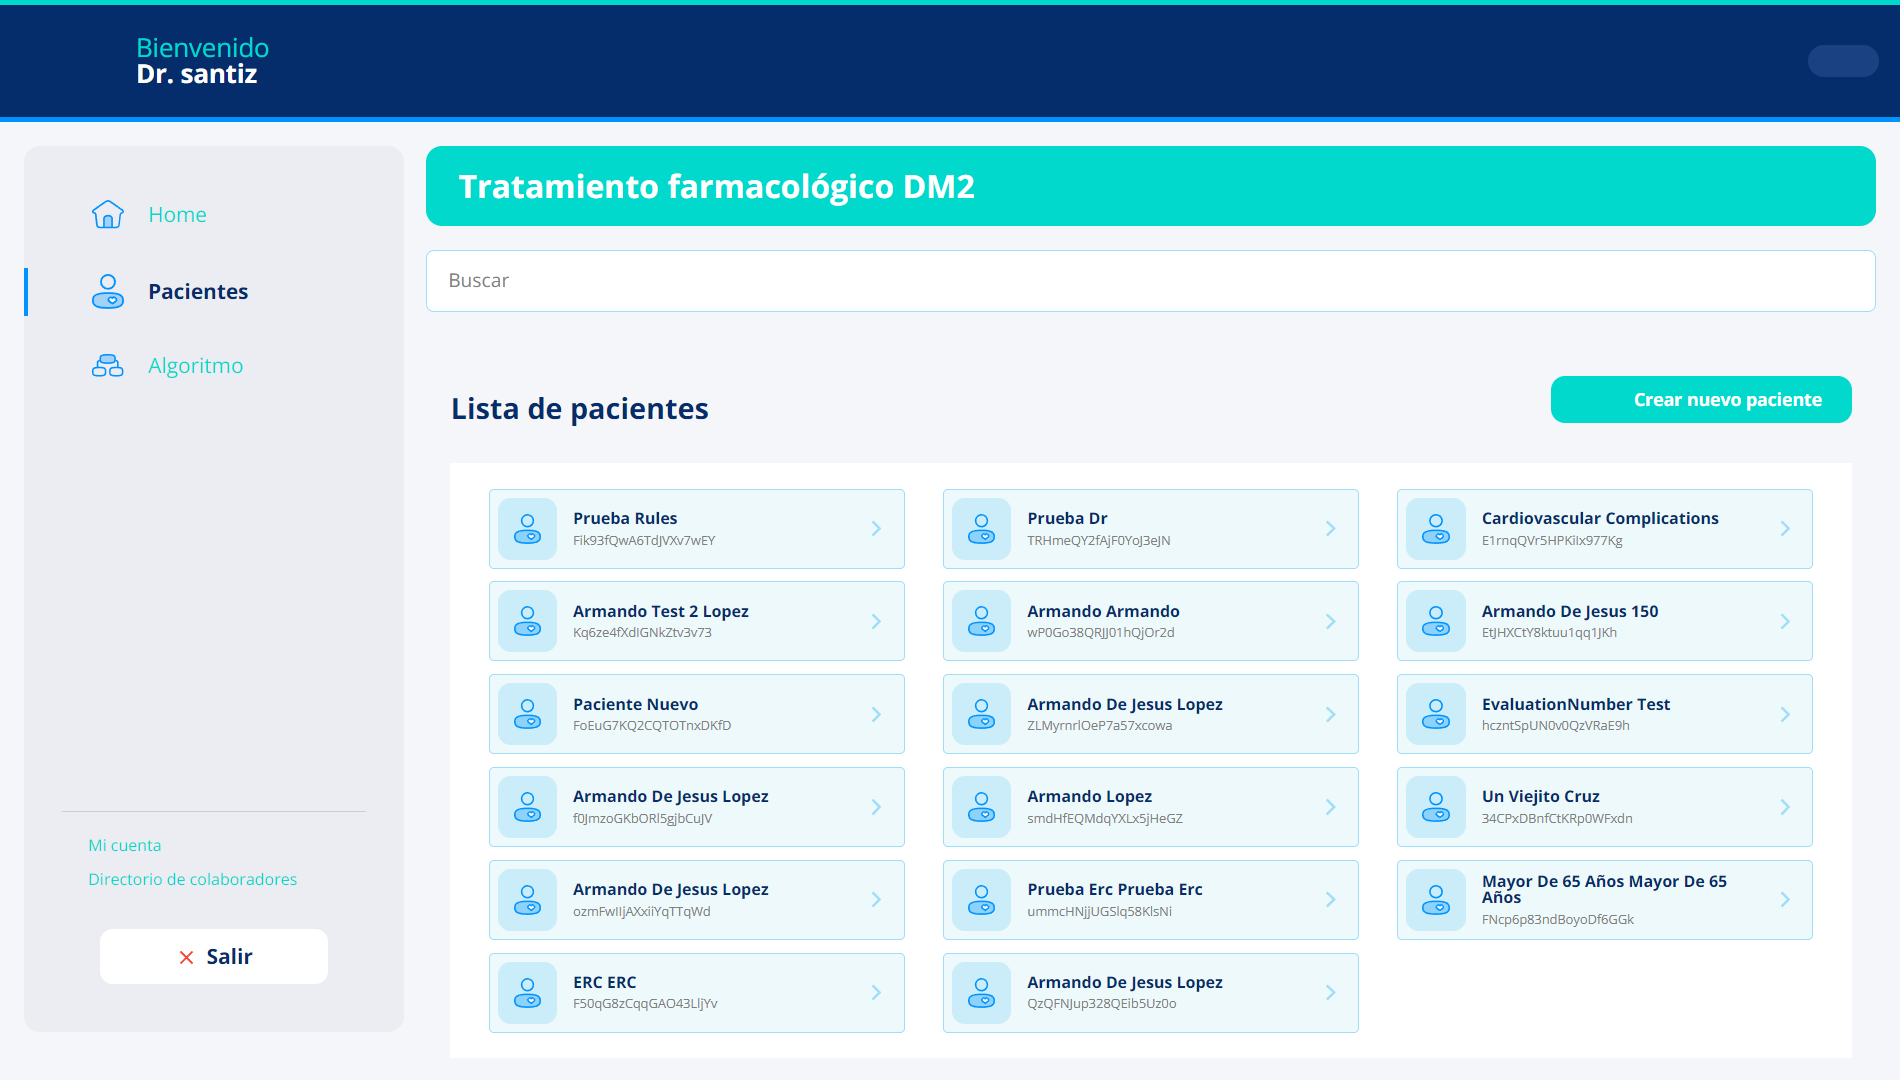 Bienvenido
Dr. santiz
Home
Pacientes
Algoritmo
Mi cuenta
Directorio de colaboradores
Salir
Tratamiento farmacológico DM2
Buscar
Lista de pacientes
Crear nuevo paciente
Prueba Rules
Fik93fQwA6TdJVXv7wEY
Prueba Dr
TRHmeQY2fAjF0YoJ3eJN
Cardiovascular Complications
E1rnqQVr5HPKiIx977Kg
Armando Test 2 Lopez
Kq6ze4fXdIGNkZtv3v73
Armando Armando
wP0Go38QRJJ01hQjOr2d
Armando De Jesus 150
EtJHXCtY8ktuu1qq1JKh
Paciente Nuevo
FoEuG7KQ2CQTOTnxDKfD
Armando De Jesus Lopez
ZLMyrnrlOeP7a57xcowa
EvaluationNumber Test
hczntSpUN0v0QzVRaE9h
Armando De Jesus Lopez
f0JmzoGKbORl5gjbCuJV
Armando Lopez
smdHfEQMdqYXLx5jHeGZ
Un Viejito Cruz
34CPxDBnfCtKRp0WFxdn
Armando De Jesus Lopez
ozmFwIIjAXxiiYqTTqWd
Prueba Erc Prueba Erc
ummcHNjjUGSlq58KlsNi
Mayor De 65 Años Mayor De 65
Años
FNcp6p83ndBoyoDf6GGk
ERC ERC
F50qG8zCqqGAO43LljYv
Armando De Jesus Lopez
QzQFNJup328QEib5Uz0o